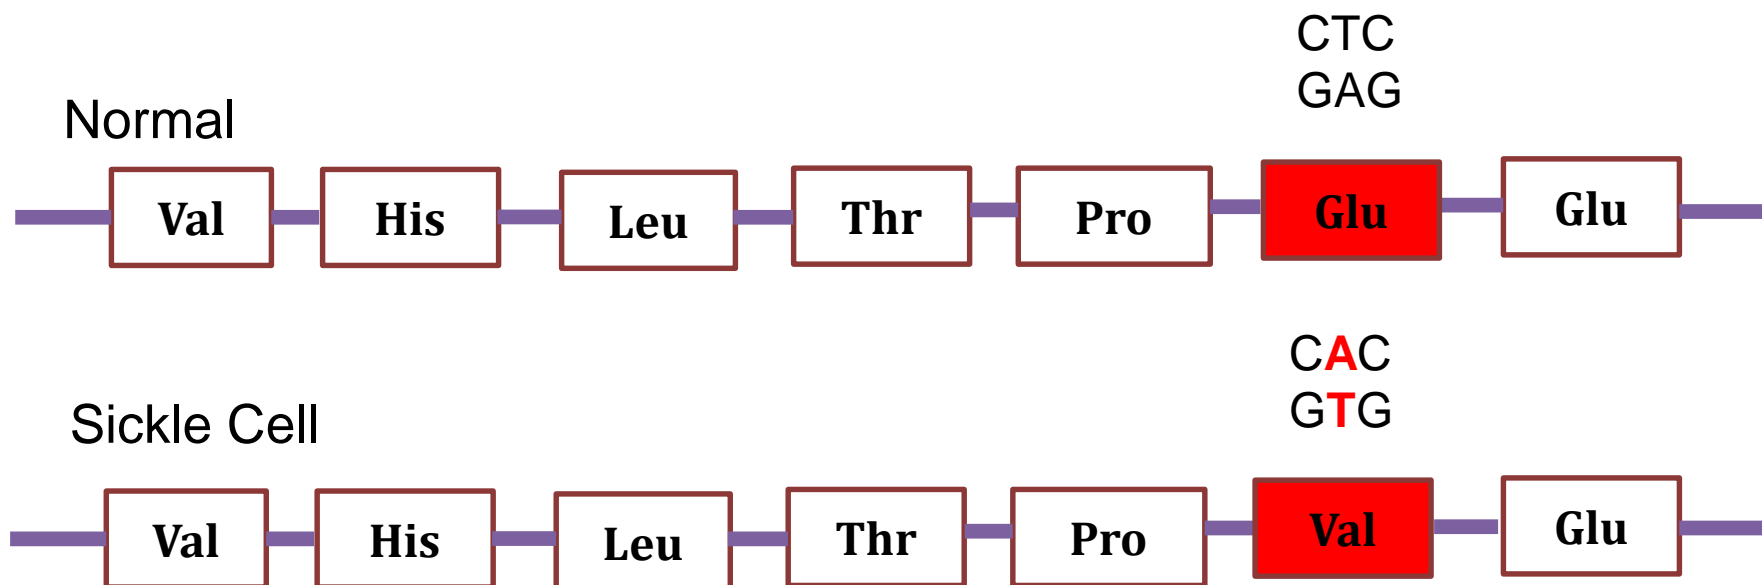 CTC
GAG
Normal
Val His Leu Thr Pro Glu Glu
CAC
GTG
Sickle Cell
Val His Leu Thr Pro Val Glu